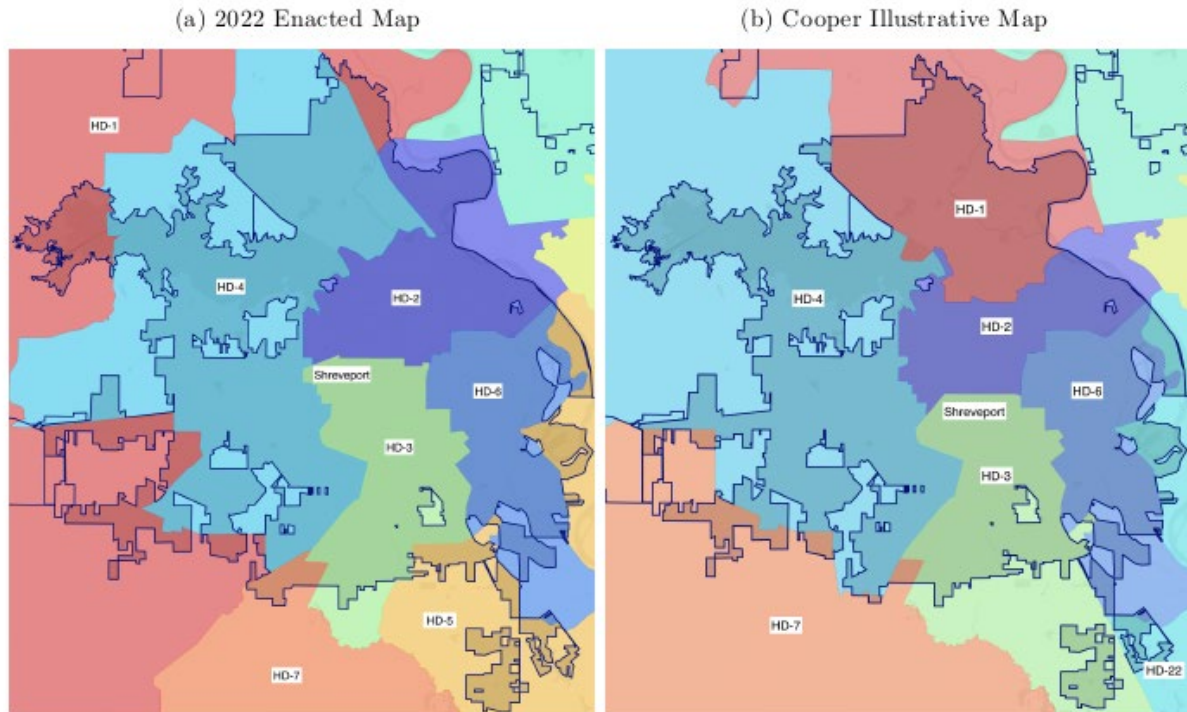 (a) 2022 Enacted Map
(b) Cooper Illustrative Map
HD-1
HD-4
HD-2
Shreveport
HD-6
HD-3
HD-5
HD-7
HD-1
HD-4
HD-2
HD-6
Shreveport
HD-3
HD-7
HD-22